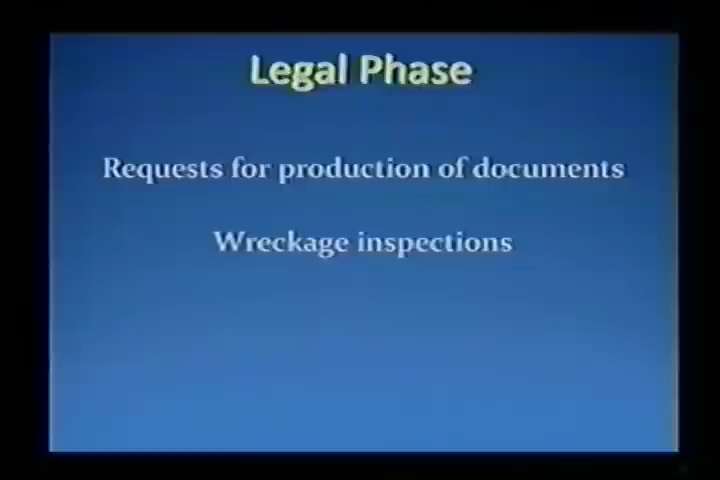 Legal Phase
Requests for production of documents
Wreckage inspections